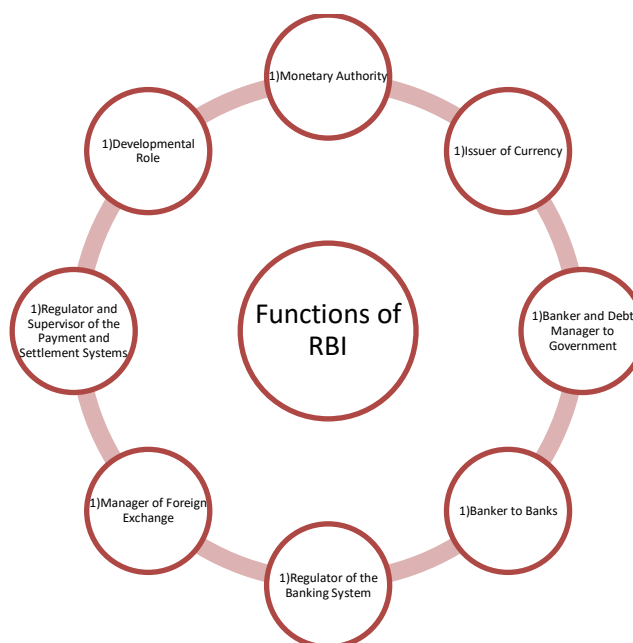 1)Monetary Authority
1)Issuer of Currency
1)Banker and Debt
Manager to
Government
1)Banker to Banks
1)Regulator of the
Banking System
1)Manager of Foreign
Exchange
1)Regulator and
Supervisor of the
Payment and
Settlement Systems
1)Developmental
Role
Functions of
RBI